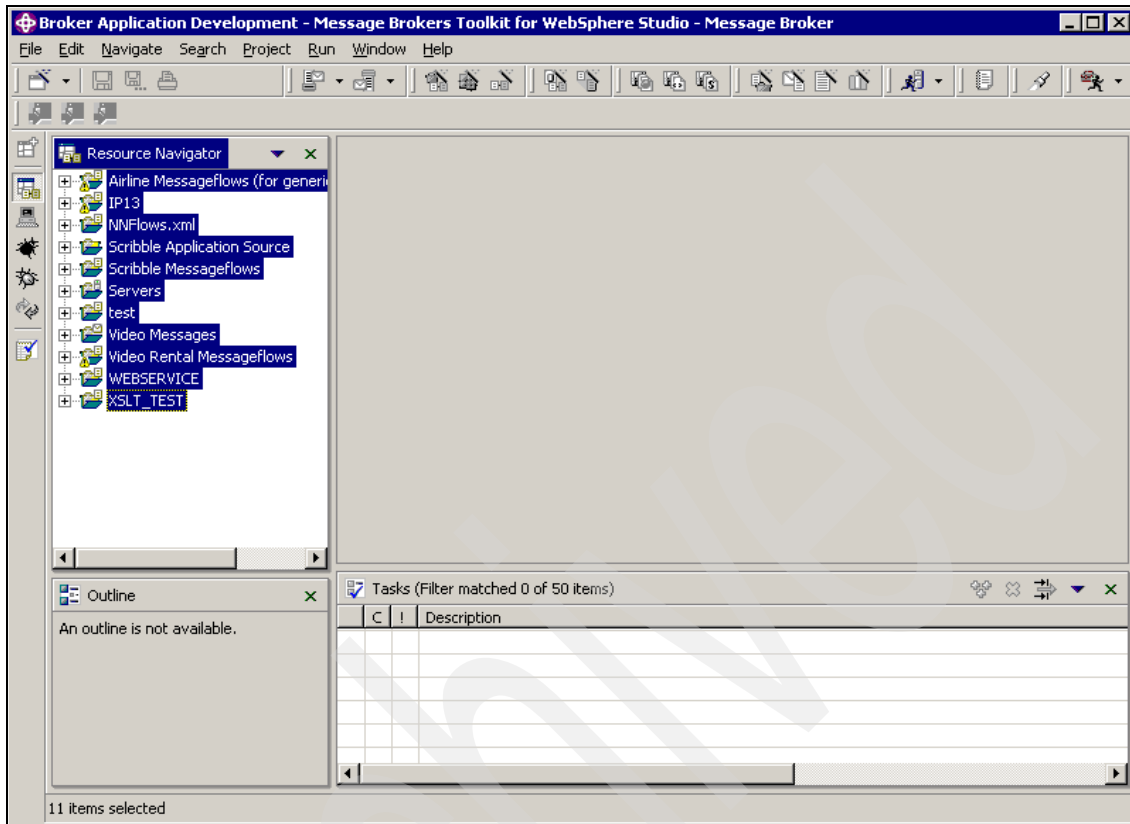 Broker Application Development - Message Brokers Toolkit for WebSphere Studio - Message Broker
File Edit Navigate Search Project Run Window Help
Resource Navigator
Airline Messageflows (for generi
IP13
NNFlows.xml
Scribble Application Source
Scribble Messageflows
Servers
test
Video Messages
Video Rental Messageflows
WEBSERVICE
XSLT_TEST
Outline
An outline is not available.
Tasks (Filter matched 0 of 50 items)
C ! Description
11 items selected